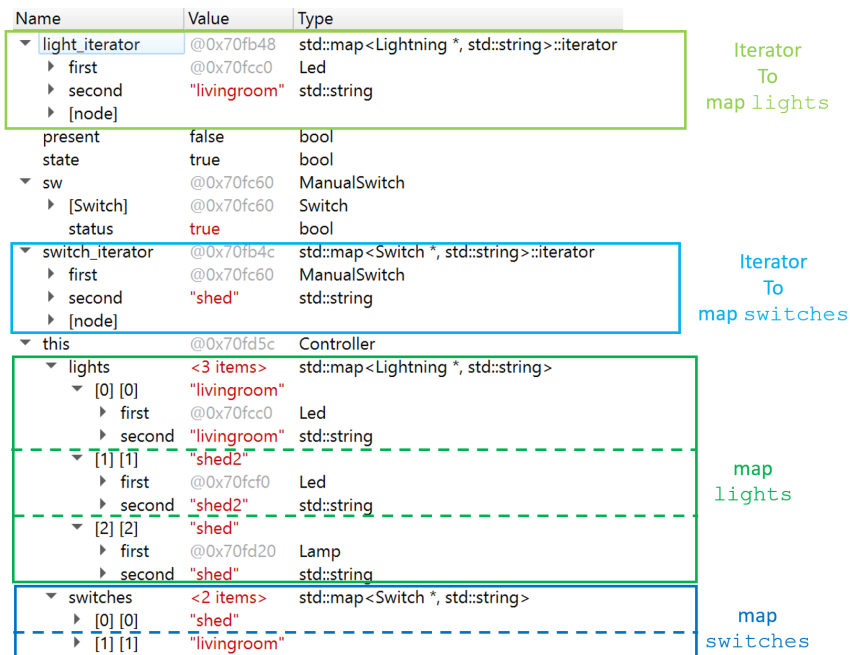 Name Value Type
light_iterator @0x70fb48 std::map<Lightning *, std::string>::iterator
first @0x70fcc0 Led
second "livingroom" std::string
[node]
Iterator
To
map lights
present false bool
state true bool
sw @0x70fc60 ManualSwitch
[Switch] @0x70fc60 Switch
status true bool
switch_iterator @0x70fb4c std::map<Switch *, std::string>::iterator
first @0x70fc60 ManualSwitch
second "shed" std::string
[node]
Iterator
To
map switches
this @0x70fd5c Controller
lights <3 items> std::map<Lightning *, std::string>
[0] [0] "livingroom"
first @0x70fcc0 Led
second "livingroom" std::string
[1] [1] "shed2"
first @0x70fcf0 Led
second "shed2" std::string
[2] [2] "shed"
first @0x70fd20 Lamp
second "shed" std::string
map
lights
switches <2 items> std::map<Switch *, std::string>
[0] [0] "shed"
[1] [1] "livingroom"
map
switches